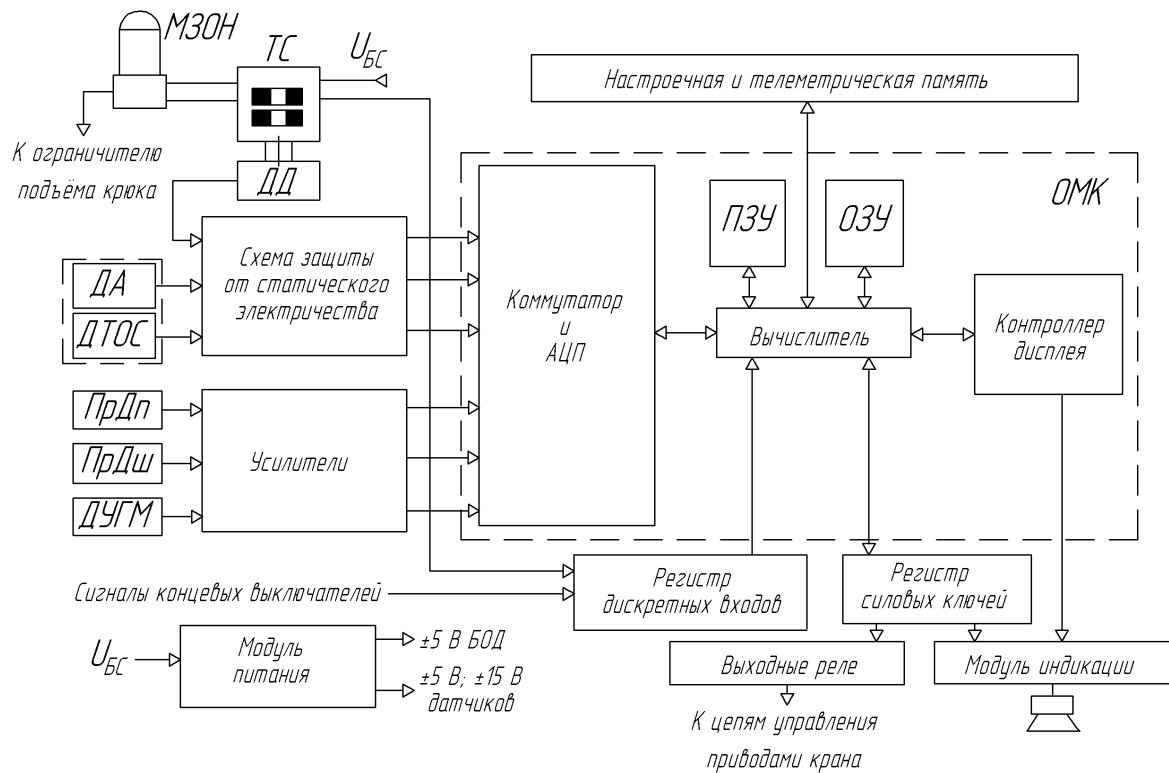 МЗОН
ТС
U БС
Настроечная и телеметрическая память
К ограничителю
подъёма крюка
ДД
ОМК
ПЗУ
ОЗУ
Схема защиты
от статического
электричества
ДА
ДТОС
Коммутатор
и
АЦП
Вычислитель
Контроллер
дисплея
ПрДп
ПрДш
ДУГМ
Усилители
Сигналы концевых выключателей
Регистр
дискретных входов
Регистр
силовых ключей
U БС
Модуль
питания
±5 В БОД
±5 В; ±15 В
датчиков
Выходные реле
Модуль индикации
К цепям управления
приводами крана